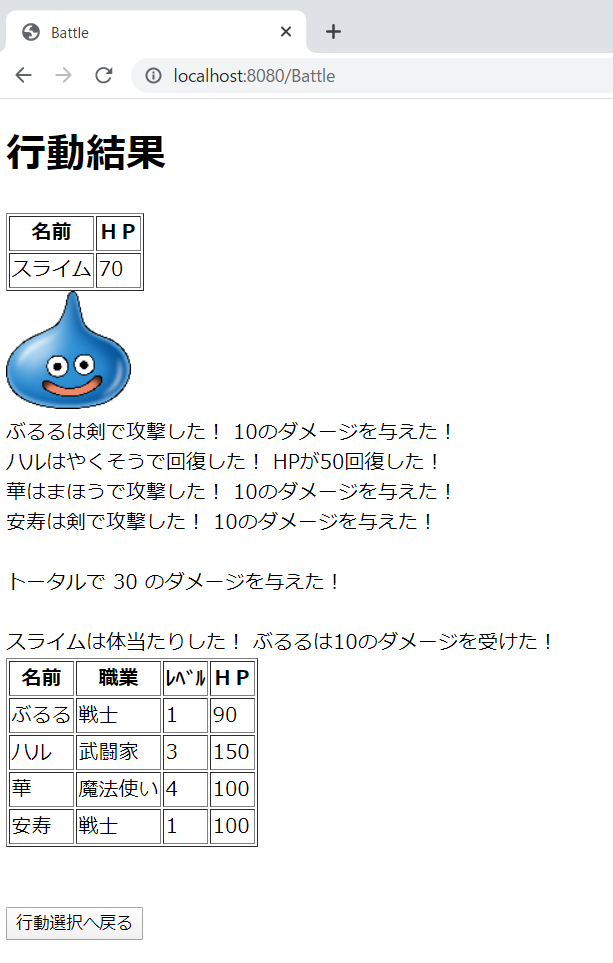 Battle
localhost:8080/Battle
行動結果
名前 ＨＰ
スライム 70
ぶるるは剣で攻撃した！ 10のダメージを与えた！
ハルはやくそうで回復した！ HPが50回復した！
華はまほうで攻撃した！ 10のダメージを与えた！
安寿は剣で攻撃した！ 10のダメージを与えた！
トータルで 30 のダメージを与えた！
スライムは体当たりした！ ぶるるは10のダメージを受けた！
名前 職業 ﾚﾍﾞﾙ ＨＰ
ぶるる 戦士 1 90
ハル 武闘家 3 150
華 魔法使い 4 100
安寿 戦士 1 100
行動選択へ戻る